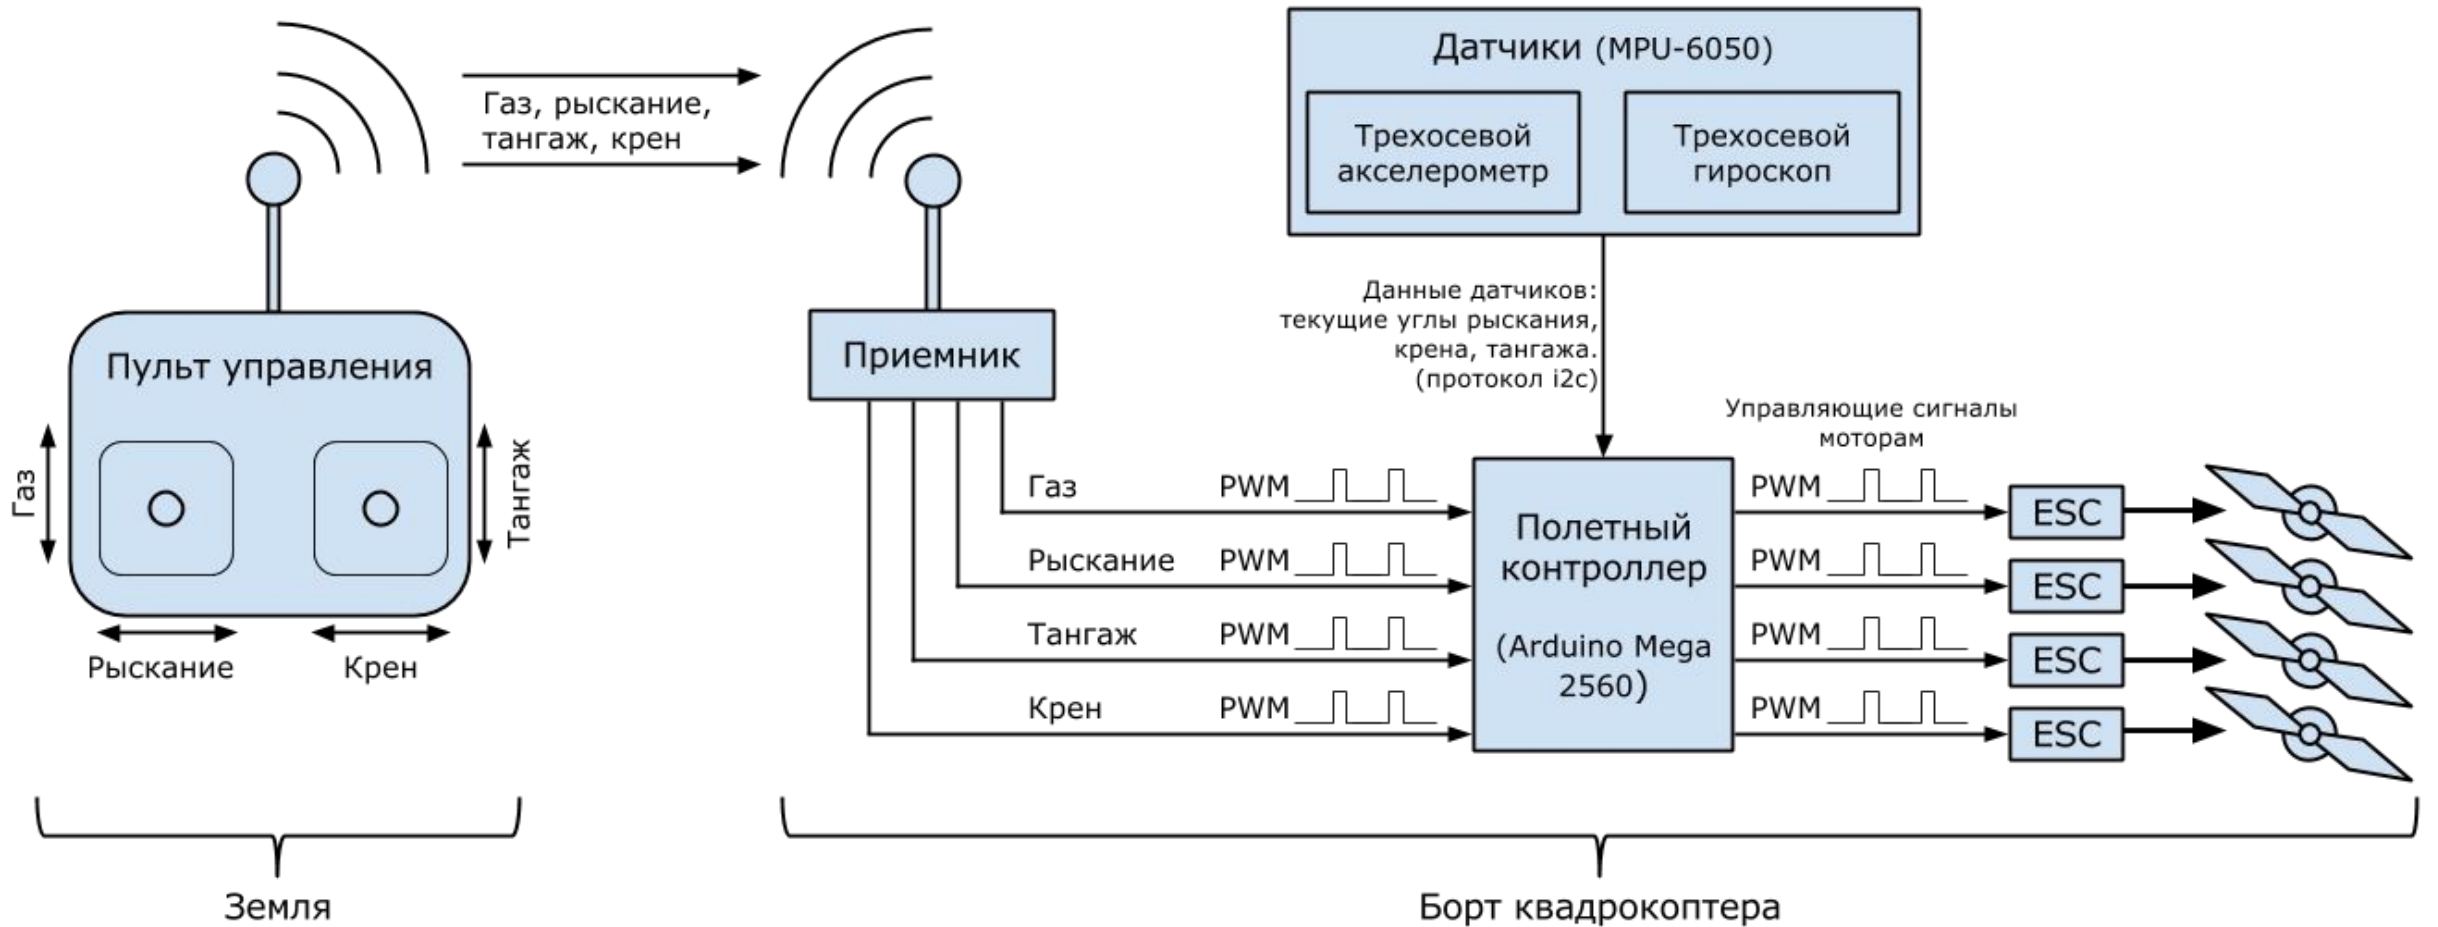 Газ, рыскание,
тангаж, крен
Пульт управления
Газ
Тангаж
Рыскание
Крен
Земля
Приемник
Датчики (MPU-6050)
Трехосевой
акселерометр
Трехосевой
гироскоп
Данные датчиков:
текущие углы рыскания,
крена, тангажа.
(протокол i2c)
Газ
PWM
Рыскание
PWM
Тангаж
PWM
Крен
PWM
Полетный
контроллер
(Arduino Mega
2560)
Управляющие сигналы
моторам
PWM
ESC
PWM
ESC
PWM
ESC
PWM
ESC
Борт квадрокоптера